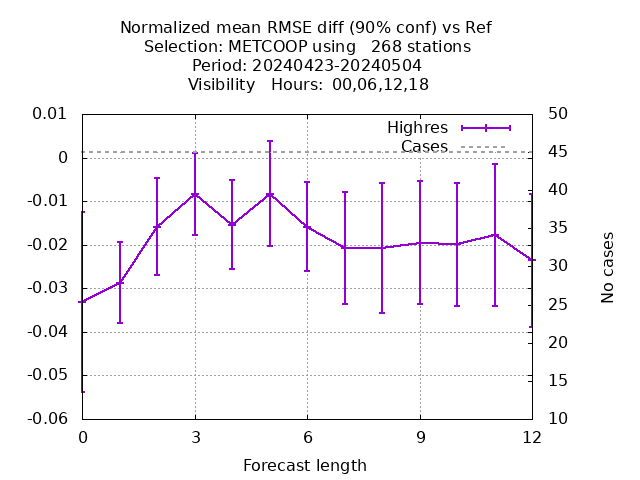 Normalized mean RMSE diff (90% conf) vs Ref
Selection: METCOOP using 268 stations
Period: 20240423-20240504
Visibility Hours: 00,06,12,18
Highres
Cases
0.01
0
-0.01
-0.02
-0.03
-0.04
-0.05
-0.06
50
45
40
35
30
25
20
15
10
No cases
0 3 6 9 12
Forecast length